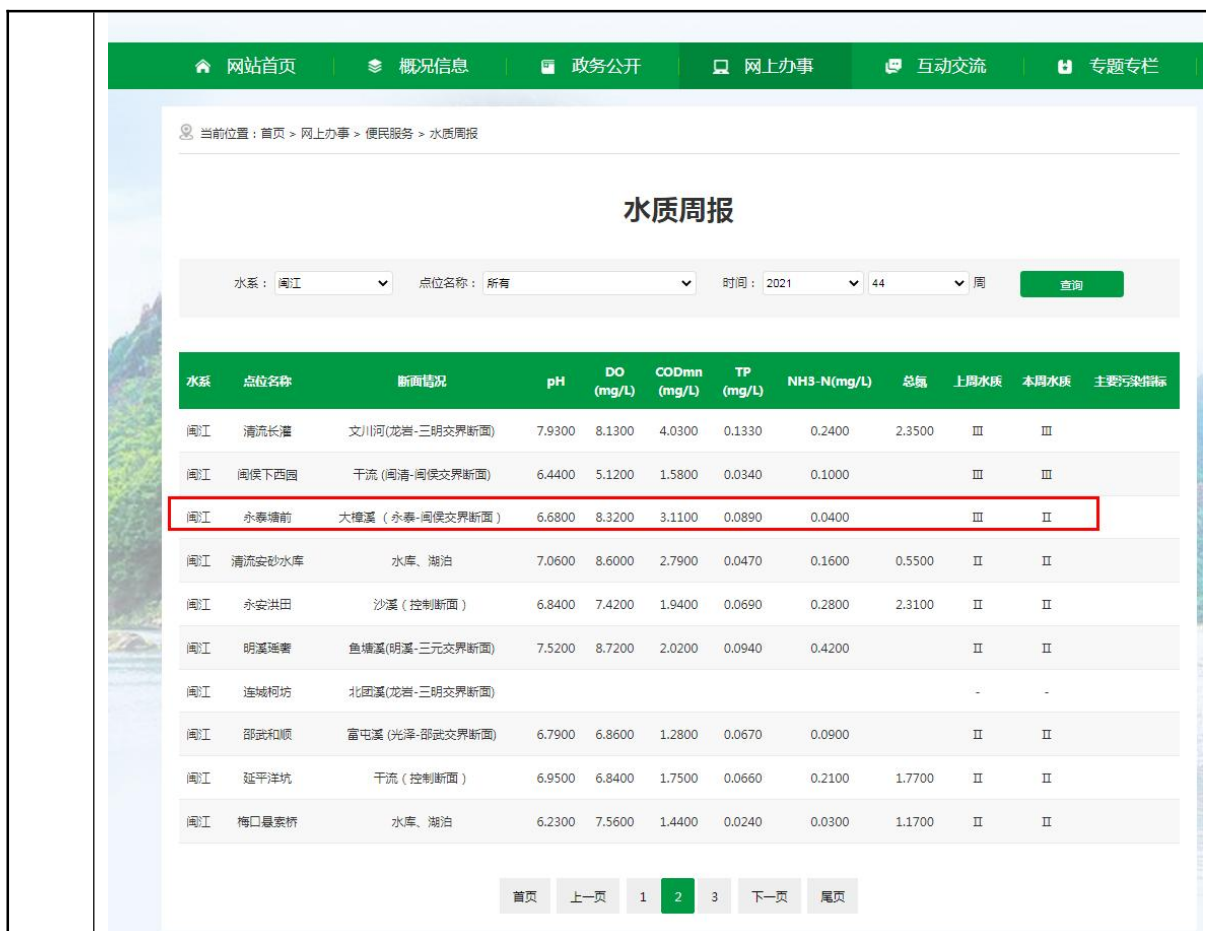 网站首页 概况信息 政务公开 网上办事 互动交流 专题专栏
当前位置：首页 > 网上办事 > 便民服务 > 水质周报
水质周报
水系： 闽江 点位名称： 所有 时间： 2021 44 周 查询
水系 点位名称 断面情况 pH DO (mg/L) CODmn (mg/L) TP (mg/L) NH3-N(mg/L) 总氮 上周水质 本周水质 主要污染指标
闽江 清流长灌 文川河(龙岩-三明交界断面) 7.9300 8.1300 4.0300 0.1330 0.2400 2.3500 Ⅲ Ⅲ
闽江 闽侯下西园 干流 (闽清-闽侯交界断面) 6.4400 5.1200 1.5800 0.0340 0.1000 Ⅲ Ⅲ
闽江 永泰塘前 大樟溪 （ 永泰-闽侯交界断面 ） 6.6800 8.3200 3.1100 0.0890 0.0400 Ⅲ Ⅱ
闽江 清流安砂水库 水库、湖泊 7.0600 8.6000 2.7900 0.0470 0.1600 0.5500 Ⅱ Ⅱ
闽江 永安洪田 沙溪 ( 控制断面 ) 6.8400 7.4200 1.9400 0.0690 0.2800 2.3100 Ⅱ Ⅱ
闽江 明溪瑶奢 鱼塘溪(明溪-三元交界断面) 7.5200 8.7200 2.0200 0.0940 0.4200 Ⅱ Ⅱ
闽江 连城柯坊 北团溪(龙岩-三明交界断面) - -
闽江 邵武和顺 富屯溪 (光泽-邵武交界断面) 6.7900 6.8600 1.2800 0.0670 0.0900 Ⅱ Ⅱ
闽江 延平洋坑 干流 ( 控制断面 ) 6.9500 6.8400 1.7500 0.0660 0.2100 1.7700 Ⅱ Ⅱ
闽江 梅口悬索桥 水库、湖泊 6.2300 7.5600 1.4400 0.0240 0.0300 1.1700 Ⅱ Ⅱ
首页 上一页 1 2 3 下一页 尾页